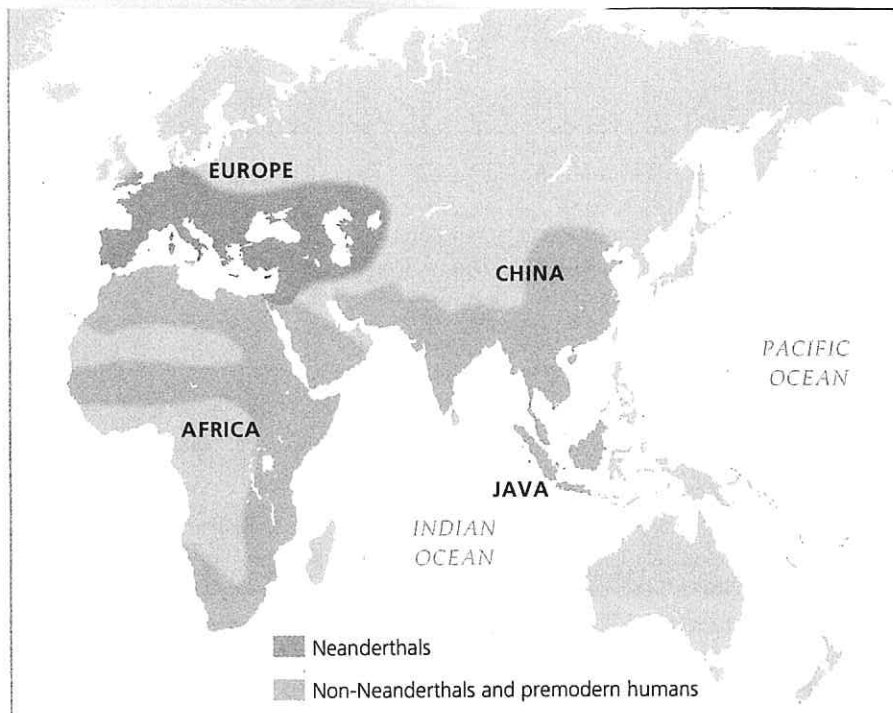 EUROPE
CHINA
PACIFIC
OCEAN
AFRICA
JAVA
INDIAN
OCEAN
Neanderthals
Non-Neanderthals and premodern humans